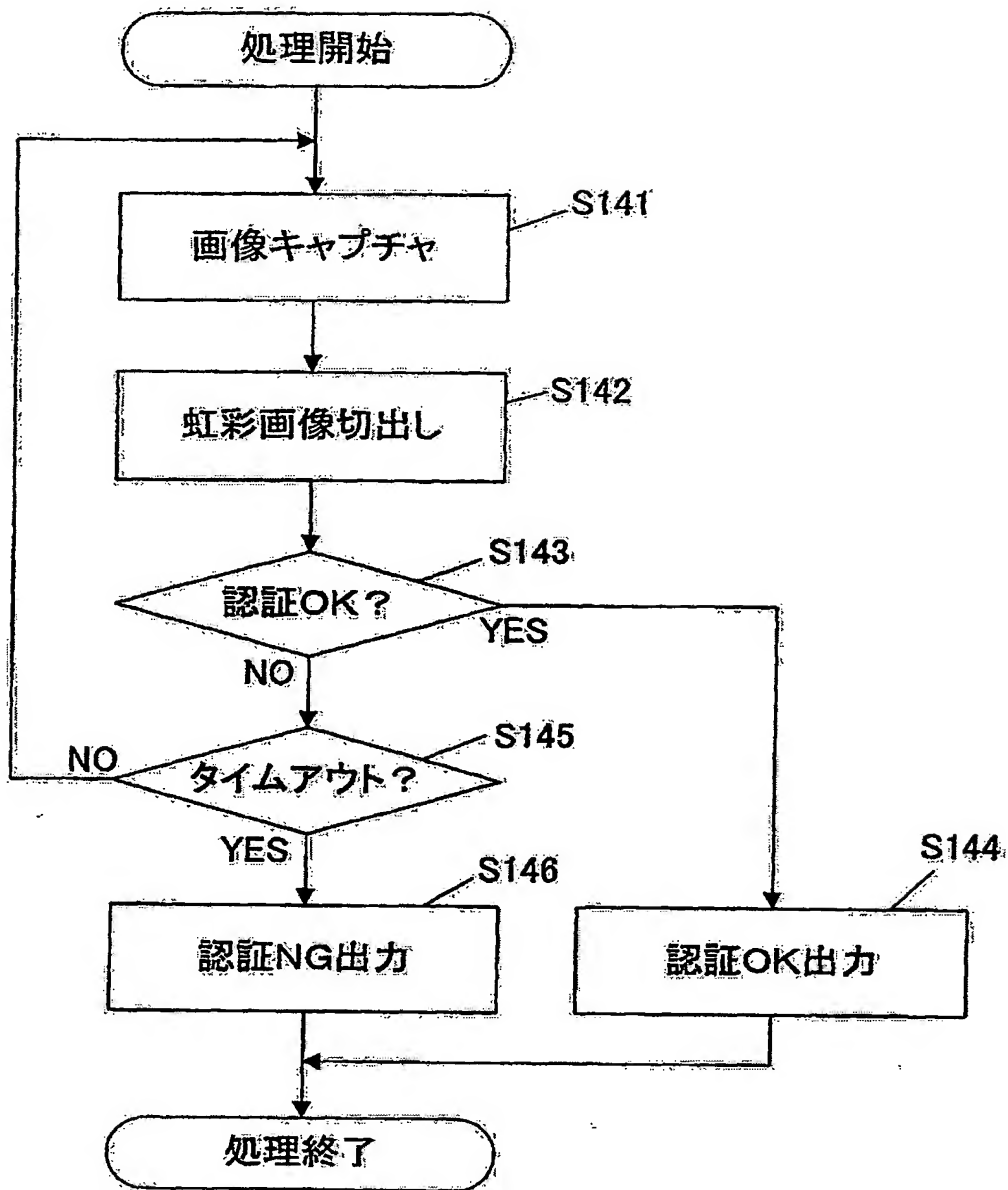 処理開始
S141
画像キャプチャ
S142
虹彩画像切出し
S143
認証OK？
YES
NO
S145
NO
タイムアウト？
YES
S146
S144
認証NG出力
認証OK出力
処理終了